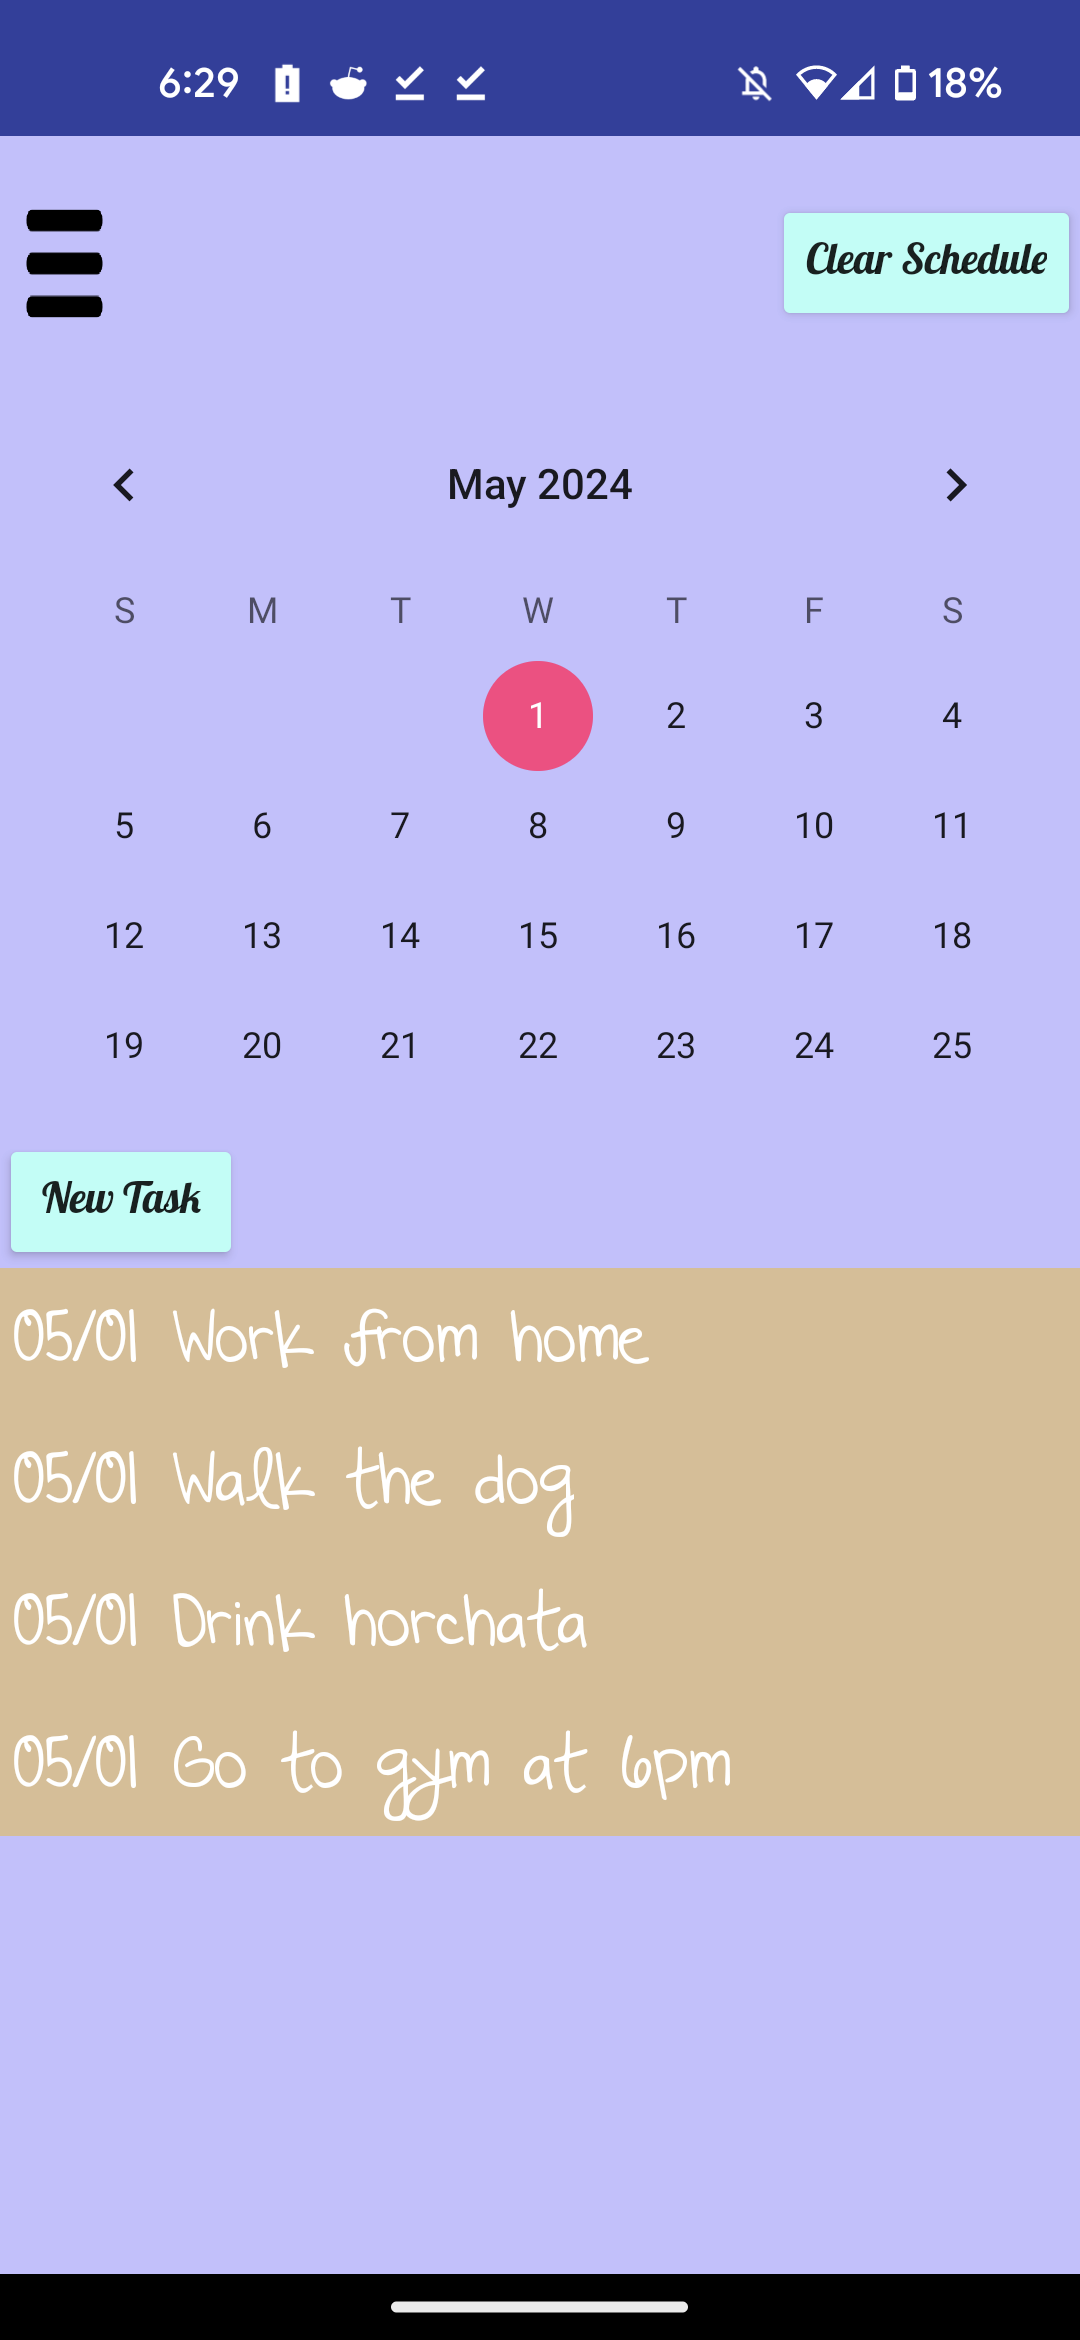 6:29 18%
Clear Schedule
May 2024
S M T W T F S
1 2 3 4
5 6 7 8 9 10 11
12 13 14 15 16 17 18
19 20 21 22 23 24 25
New Task
05/01 Work from home
05/01 Walk the dog
05/01 Drink horchata
05/01 Go to gym at 6pm